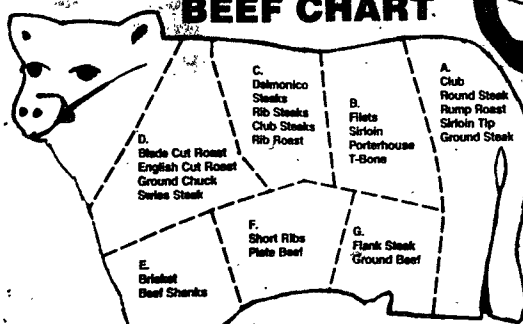 BEEF CHART
A.
Club
Round Steak
Rump Roast
Sirloin Tip
Ground Steak
B.
Filets
Sirloin
Porterhouse
T-Bone
C.
Delmonico
Steaks
Rib Steaks
Club Steaks
Rib Roast
D.
Blade Cut Roast
English Cut Roast
Ground Chuck
Swiss Steak
E.
Brisket
Beef Shanks
F.
Short Ribs
Plate Beef
G.
Flank Steak
Ground Beef